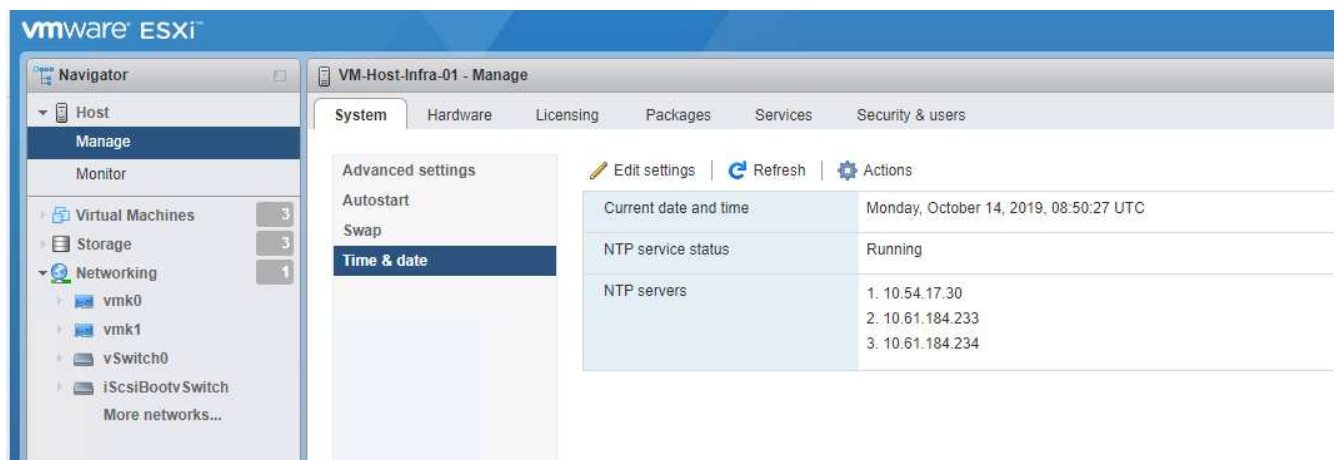 vmware ESXi™
Navigator
Host
Manage
Monitor
Virtual Machines 3
Storage 3
Networking 1
vmk0
vmk1
vSwitch0
iScsiBootvSwitch
More networks...
VM-Host-Infra-01 - Manage
System Hardware Licensing Packages Services Security & users
Advanced settings
Autostart
Swap
Time & date
Edit settings Refresh Actions
Current date and time Monday, October 14, 2019, 08:50:27 UTC
NTP service status Running
NTP servers 1. 10.54.17.30
2. 10.61.184.233
3. 10.61.184.234